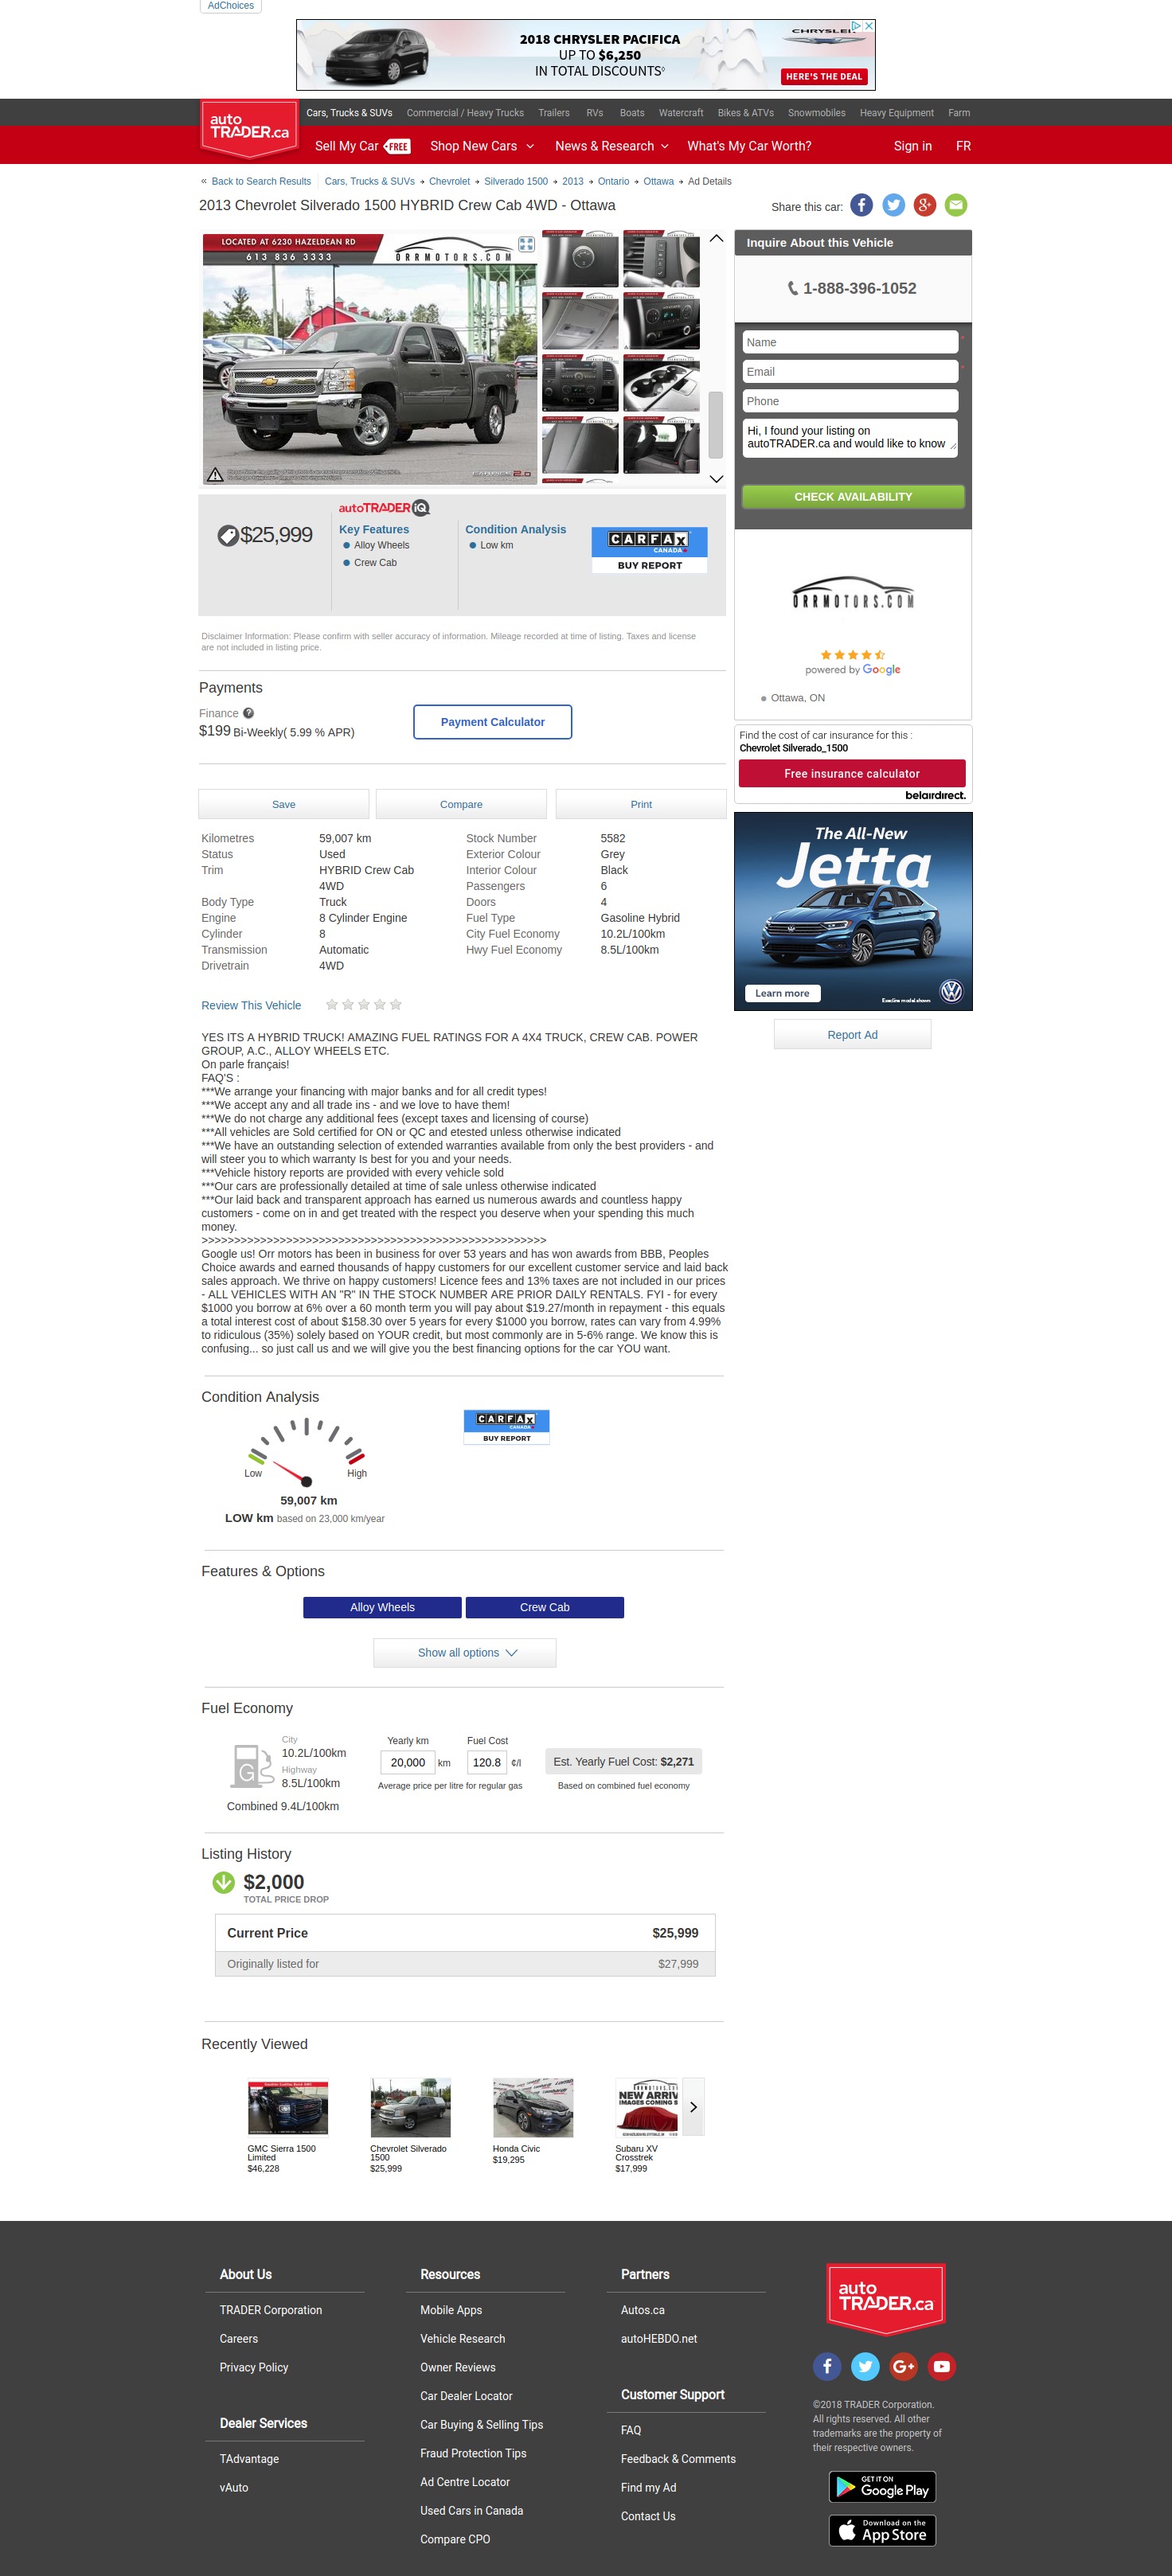 AdChoices
2018 CHRYSLER PACIFICA
UP TO $6,250
IN TOTAL DISCOUNTS◊
CHRYSLER
HERE'S THE DEAL
auto
TRADER.ca
Cars, Trucks & SUVs Commercial / Heavy Trucks Trailers RVs Boats Watercraft Bikes & ATVs Snowmobiles Heavy Equipment Farm
Sell My Car FREE Shop New Cars News & Research What's My Car Worth? Sign in FR
« Back to Search Results Cars, Trucks & SUVs → Chevrolet → Silverado 1500 → 2013 → Ontario → Ottawa → Ad Details
2013 Chevrolet Silverado 1500 HYBRID Crew Cab 4WD - Ottawa
Share this car:
LOCATED AT 6230 HAZELDEAN RD
613 836 3333
ORRMOTORS.COM
Inquire About this Vehicle
1-888-396-1052
Name *
Email *
Phone
Hi, I found your listing on
autoTRADER.ca and would like to know
CHECK AVAILABILITY
$25,999
autoTRADER iQ
Key Features
Alloy Wheels
Crew Cab
Condition Analysis
Low km
CARFAX
CANADA
BUY REPORT
ORRMOTORS.COM
powered by Google
Ottawa, ON
Disclaimer Information: Please confirm with seller accuracy of information. Mileage recorded at time of listing. Taxes and license
are not included in listing price.
Payments
Finance ?
$199 Bi-Weekly( 5.99 % APR)
Payment Calculator
Find the cost of car insurance for this :
Chevrolet Silverado_1500
Free insurance calculator
belairdirect.
Save
Compare
Print
The All-New
Jetta
Learn more
Execline model shown
Report Ad
Kilometres 59,007 km Stock Number 5582
Status Used Exterior Colour Grey
Trim HYBRID Crew Cab Interior Colour Black
4WD Passengers 6
Body Type Truck Doors 4
Engine 8 Cylinder Engine Fuel Type Gasoline Hybrid
Cylinder 8 City Fuel Economy 10.2L/100km
Transmission Automatic Hwy Fuel Economy 8.5L/100km
Drivetrain 4WD
Review This Vehicle
YES ITS A HYBRID TRUCK! AMAZING FUEL RATINGS FOR A 4X4 TRUCK, CREW CAB. POWER
GROUP, A.C., ALLOY WHEELS ETC.
On parle français!
FAQ'S :
***We arrange your financing with major banks and for all credit types!
***We accept any and all trade ins - and we love to have them!
***We do not charge any additional fees (except taxes and licensing of course)
***All vehicles are Sold certified for ON or QC and etested unless otherwise indicated
***We have an outstanding selection of extended warranties available from only the best providers - and
will steer you to which warranty Is best for you and your needs.
***Vehicle history reports are provided with every vehicle sold
***Our cars are professionally detailed at time of sale unless otherwise indicated
***Our laid back and transparent approach has earned us numerous awards and countless happy
customers - come on in and get treated with the respect you deserve when your spending this much
money.
>>>>>>>>>>>>>>>>>>>>>>>>>>>>>>>>>>>>>>>>>>>>>>>>>>>>>
Google us! Orr motors has been in business for over 53 years and has won awards from BBB, Peoples
Choice awards and earned thousands of happy customers for our excellent customer service and laid back
sales approach. We thrive on happy customers! Licence fees and 13% taxes are not included in our prices
- ALL VEHICLES WITH AN "R" IN THE STOCK NUMBER ARE PRIOR DAILY RENTALS. FYI - for every
$1000 you borrow at 6% over a 60 month term you will pay about $19.27/month in repayment - this equals
a total interest cost of about $158.30 over 5 years for every $1000 you borrow, rates can vary from 4.99%
to ridiculous (35%) solely based on YOUR credit, but most commonly are in 5-6% range. We know this is
confusing... so just call us and we will give you the best financing options for the car YOU want.
Condition Analysis
Low High
59,007 km
LOW km based on 23,000 km/year
CARFAX
CANADA
BUY REPORT
Features & Options
Alloy Wheels
Crew Cab
Show all options
Fuel Economy
G
City
10.2L/100km
Highway
8.5L/100km
Combined 9.4L/100km
Yearly km Fuel Cost
20,000 km 120.8 ¢/l
Average price per litre for regular gas
Est. Yearly Fuel Cost: $2,271
Based on combined fuel economy
Listing History
$2,000
TOTAL PRICE DROP
Current Price $25,999
Originally listed for $27,999
Recently Viewed
NEW ARRIV
IMAGES COMING S
GMC Sierra 1500
Limited
$46,228
Chevrolet Silverado
1500
$25,999
Honda Civic
$19,295
Subaru XV
Crosstrek
$17,999
About Us
TRADER Corporation
Careers
Privacy Policy
Dealer Services
TAdvantage
vAuto
Resources
Mobile Apps
Vehicle Research
Owner Reviews
Car Dealer Locator
Car Buying & Selling Tips
Fraud Protection Tips
Ad Centre Locator
Used Cars in Canada
Compare CPO
Partners
Autos.ca
autoHEBDO.net
Customer Support
FAQ
Feedback & Comments
Find my Ad
Contact Us
auto
TRADER.ca
©2018 TRADER Corporation.
All rights reserved. All other
trademarks are the property of
their respective owners.
GET IT ON
Google Play
Download on the
App Store